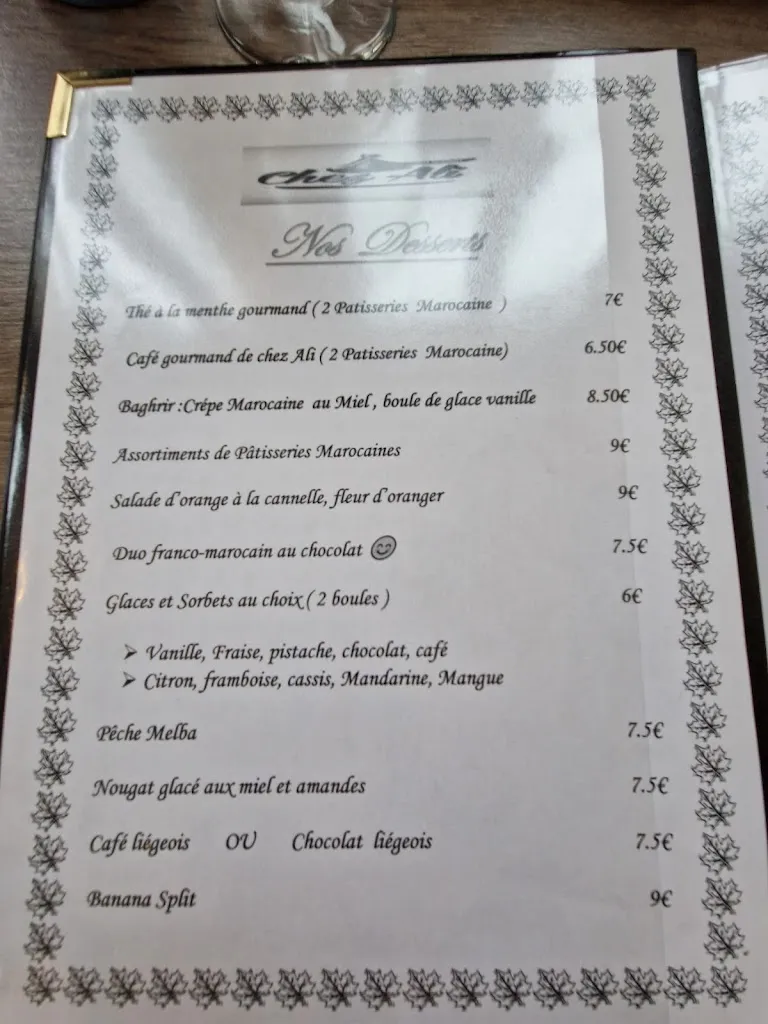 Chez Ali
Nos Desserts
Thé à la menthe gourmand ( 2 Patisseries Marocaine ) 7€
Café gourmand de chez Ali ( 2 Patisseries Marocaine) 6.50€
Baghrir :Crépe Marocaine au Miel , boule de glace vanille 8.50€
Assortiments de Pâtisseries Marocaines 9€
Salade d'orange à la cannelle, fleur d'oranger 9€
Duo franco-marocain au chocolat 😊 7.5€
Glaces et Sorbets au choix ( 2 boules ) 6€
➢ Vanille, Fraise, pistache, chocolat, café
➢ Citron, framboise, cassis, Mandarine, Mangue
Pêche Melba 7.5€
Nougat glacé aux miel et amandes 7.5€
Café liégeois OU Chocolat liégeois 7.5€
Banana Split 9€